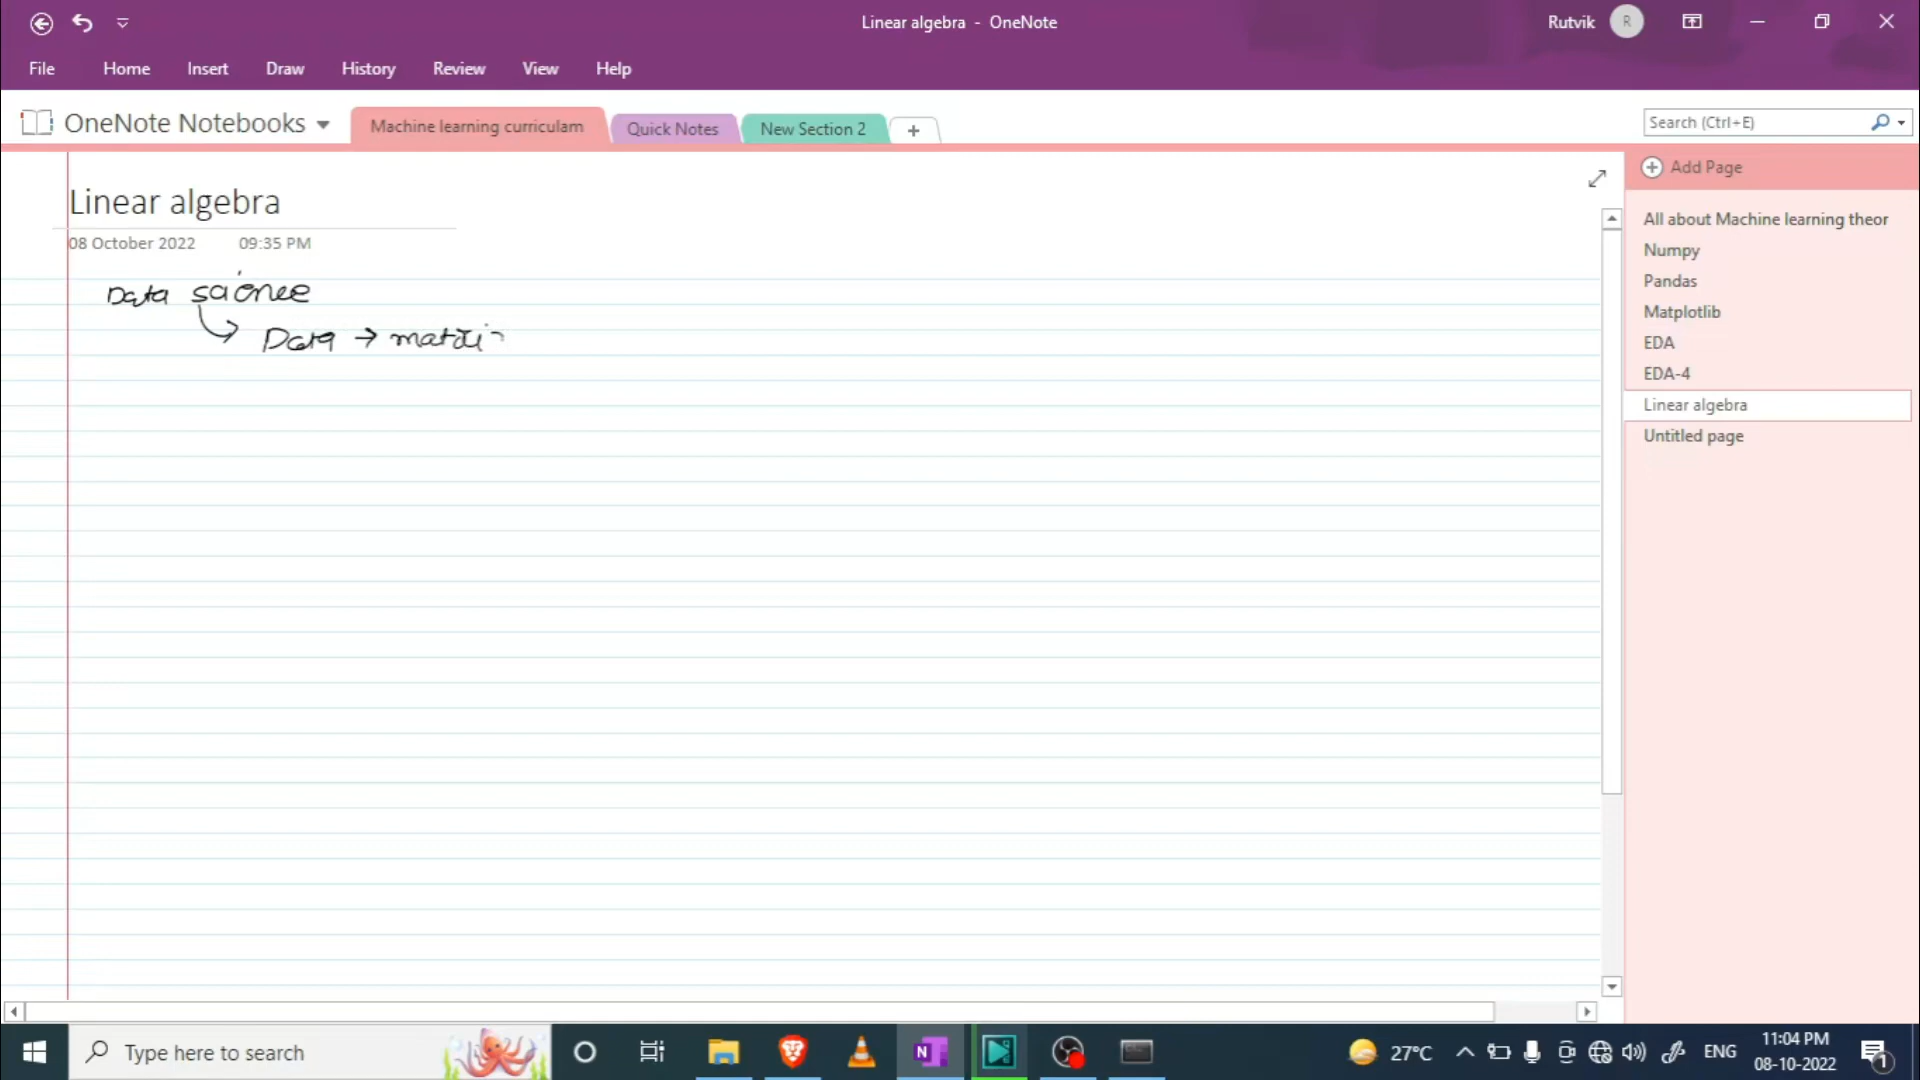 Linear algebra - OneNote
Rutvik
R
File Home Insert Draw History Review View Help
OneNote Notebooks
Machine learning curriculam
Quick Notes
New Section 2
Search (Ctrl+E)
Add Page
Linear algebra
08 October 2022 09:35 PM
Data science
Data → matri
All about Machine learning theor
Numpy
Pandas
Matplotlib
EDA
EDA-4
Linear algebra
Untitled page
Type here to search
N
27°C
ENG
11:04 PM
08-10-2022
1